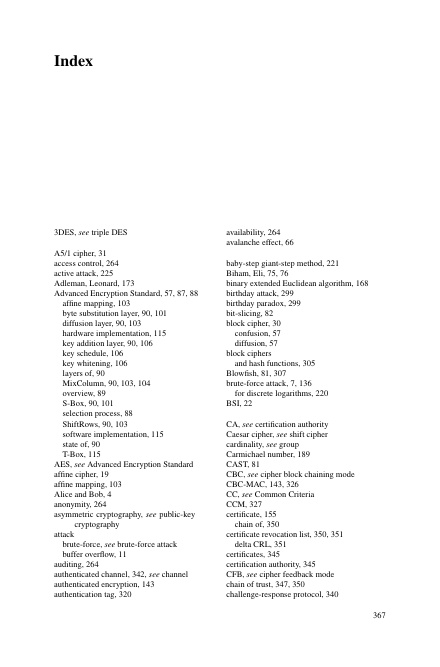 Index
3DES, see triple DES
A5/1 cipher, 31
access control, 264
active attack, 225
Adleman, Leonard, 173
Advanced Encryption Standard, 57, 87, 88
affine mapping, 103
byte substitution layer, 90, 101
diffusion layer, 90, 103
hardware implementation, 115
key addition layer, 90, 106
key schedule, 106
key whitening, 106
layers of, 90
MixColumn, 90, 103, 104
overview, 89
S-Box, 90, 101
selection process, 88
ShiftRows, 90, 103
software implementation, 115
state of, 90
T-Box, 115
AES, see Advanced Encryption Standard
affine cipher, 19
affine mapping, 103
Alice and Bob, 4
anonymity, 264
asymmetric cryptography, see public-key
cryptography
attack
brute-force, see brute-force attack
buffer overflow, 11
auditing, 264
authenticated channel, 342, see channel
authenticated encryption, 143
authentication tag, 320
availability, 264
avalanche effect, 66
baby-step giant-step method, 221
Biham, Eli, 75, 76
binary extended Euclidean algorithm, 168
birthday attack, 299
birthday paradox, 299
bit-slicing, 82
block cipher, 30
confusion, 57
diffusion, 57
block ciphers
and hash functions, 305
Blowfish, 81, 307
brute-force attack, 7, 136
for discrete logarithms, 220
BSI, 22
CA, see certification authority
Caesar cipher, see shift cipher
cardinality, see group
Carmichael number, 189
CAST, 81
CBC, see cipher block chaining mode
CBC-MAC, 143, 326
CC, see Common Criteria
CCM, 327
certificate, 155
chain of, 350
certificate revocation list, 350, 351
delta CRL, 351
certificates, 345
certification authority, 345
CFB, see cipher feedback mode
chain of trust, 347, 350
challenge-response protocol, 340
367